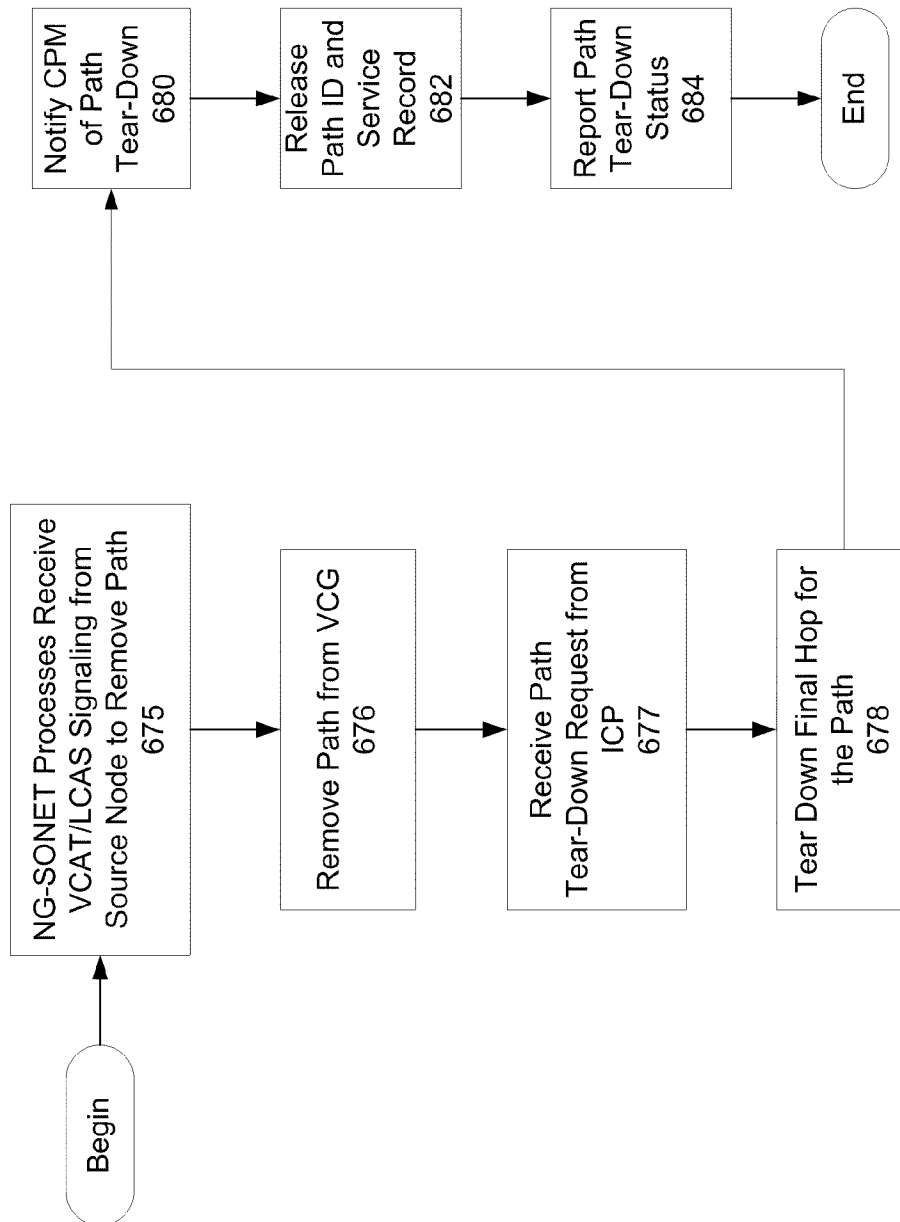 Begin
NG-SONET Processes Receive
VCAT/LCAS Signaling from
Source Node to Remove Path
675
Remove Path from VCG
676
Receive Path
Tear-Down Request from
ICP
677
Tear Down Final Hop for
the Path
678
Notify CPM
of Path
Tear-Down
680
Release
Path ID and
Service
Record
682
Report Path
Tear-Down
Status
684
End